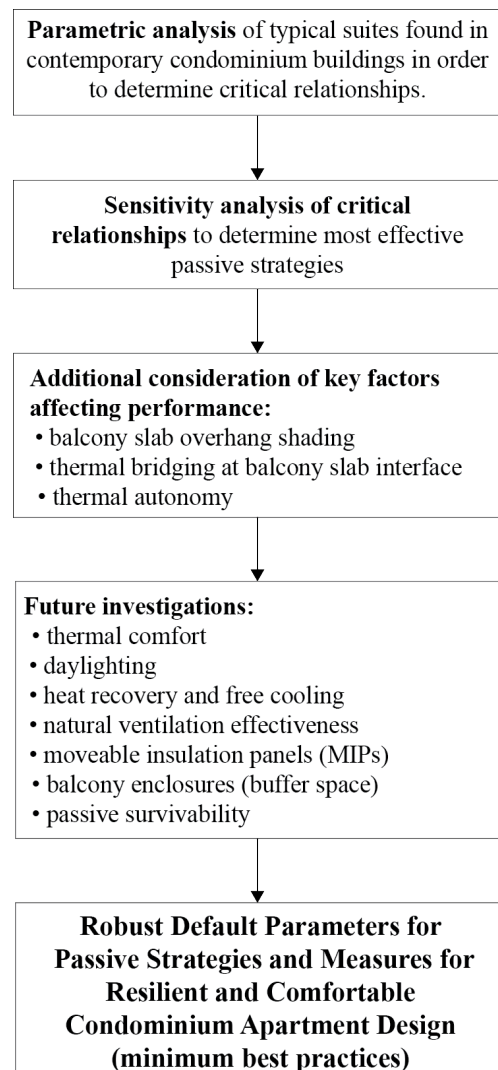 Parametric analysis of typical suites found in
contemporary condominium buildings in order
to determine critical relationships.
Sensitivity analysis of critical
relationships to determine most effective
passive strategies
Additional consideration of key factors
affecting performance:
• balcony slab overhang shading
• thermal bridging at balcony slab interface
• thermal autonomy
Future investigations:
• thermal comfort
• daylighting
• heat recovery and free cooling
• natural ventilation effectiveness
• moveable insulation panels (MIPs)
• balcony enclosures (buffer space)
• passive survivability
Robust Default Parameters for
Passive Strategies and Measures for
Resilient and Comfortable
Condominium Apartment Design
(minimum best practices)